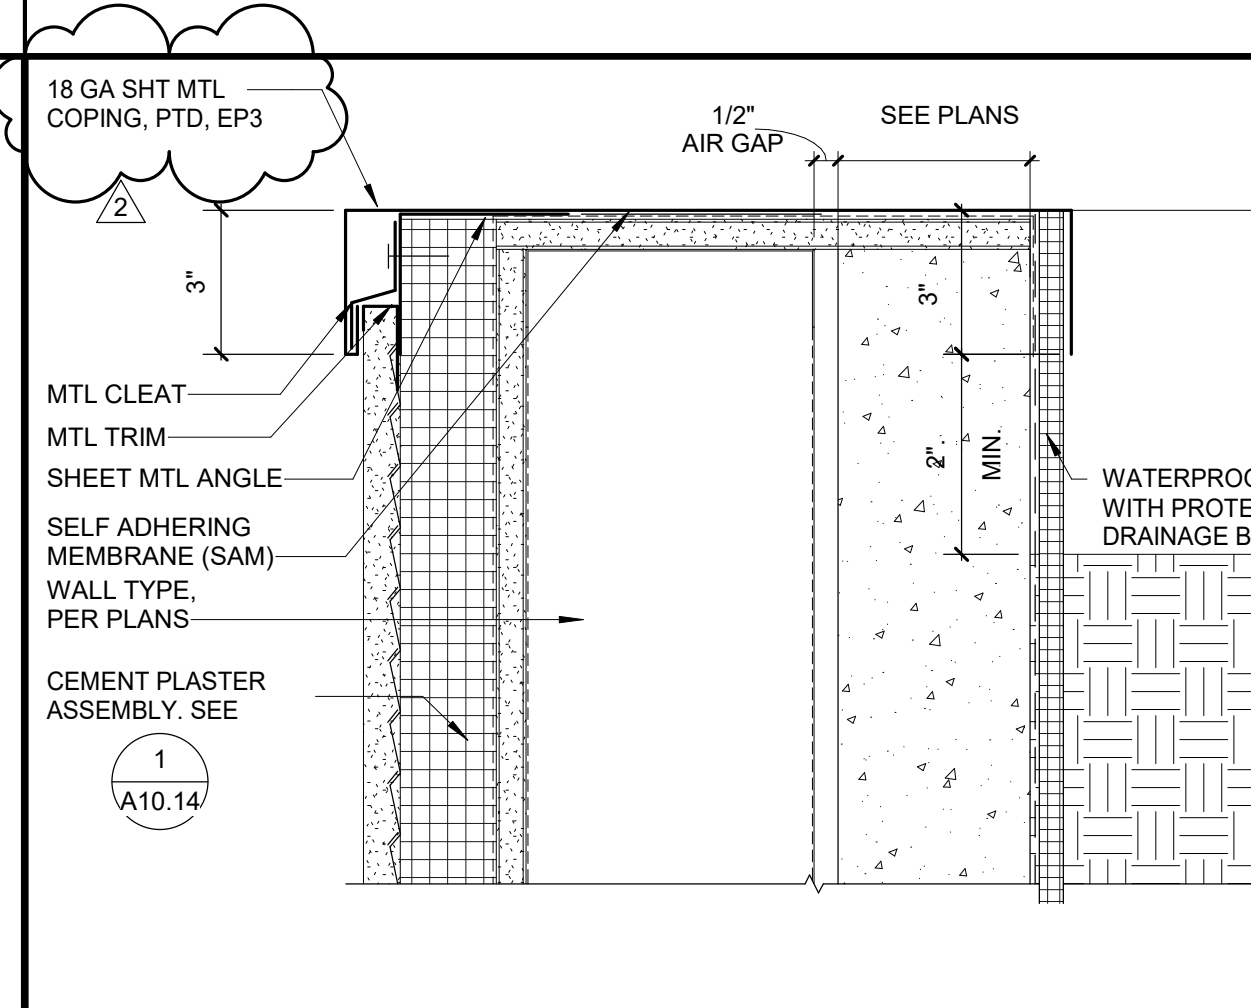 18 GA SHT MTL
COPING, PTD, EP3
2
1/2"
AIR GAP
SEE PLANS
3"
3"
2".
MIN.
MTL CLEAT
MTL TRIM
SHEET MTL ANGLE
SELF ADHERING
MEMBRANE (SAM)
WALL TYPE,
PER PLANS
CEMENT PLASTER
ASSEMBLY. SEE
1
A10.14
WITH
DRAINAGE